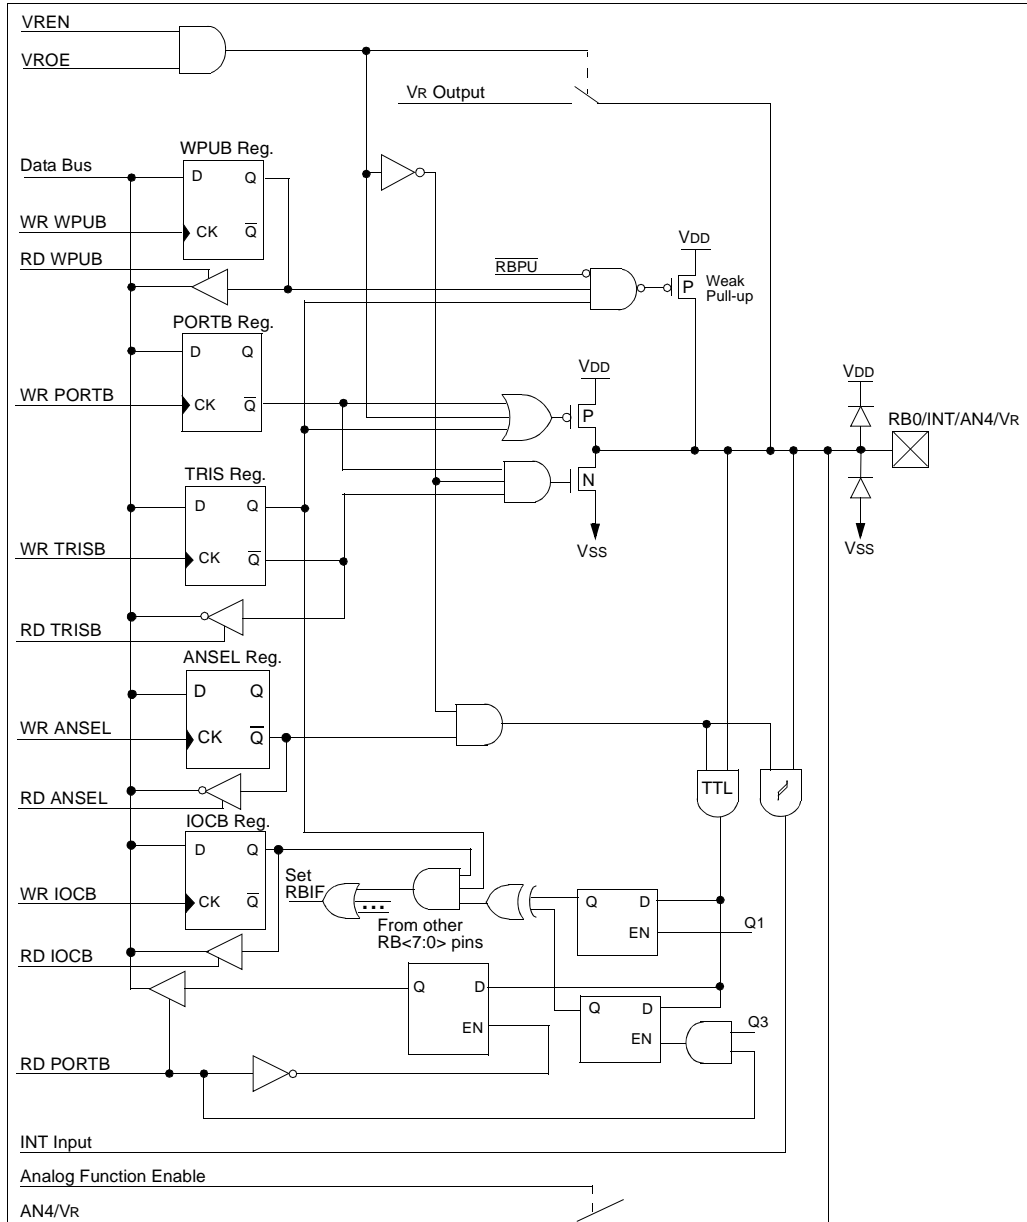 VREN
VROE
VR Output
WPUB Reg.
Data Bus
D
Q
WR WPUB
CK
Q
RD WPUB
RBPU
VDD
P
Weak
Pull-up
PORTB Reg.
D
Q
WR PORTB
CK
Q
VDD
P
VDD
RB0/INT/AN4/VR
TRIS Reg.
D
Q
N
WR TRISB
CK
Q
VSS
VSS
RD TRISB
ANSEL Reg.
D
Q
WR ANSEL
CK
Q
RD ANSEL
TTL
IOCB Reg.
D
Q
WR IOCB
CK
Q
Set
RBIF
...
From other
RB<7:0> pins
Q
D
EN
Q1
RD IOCB
Q
D
EN
Q
D
EN
Q3
RD PORTB
INT Input
Analog Function Enable
AN4/VR